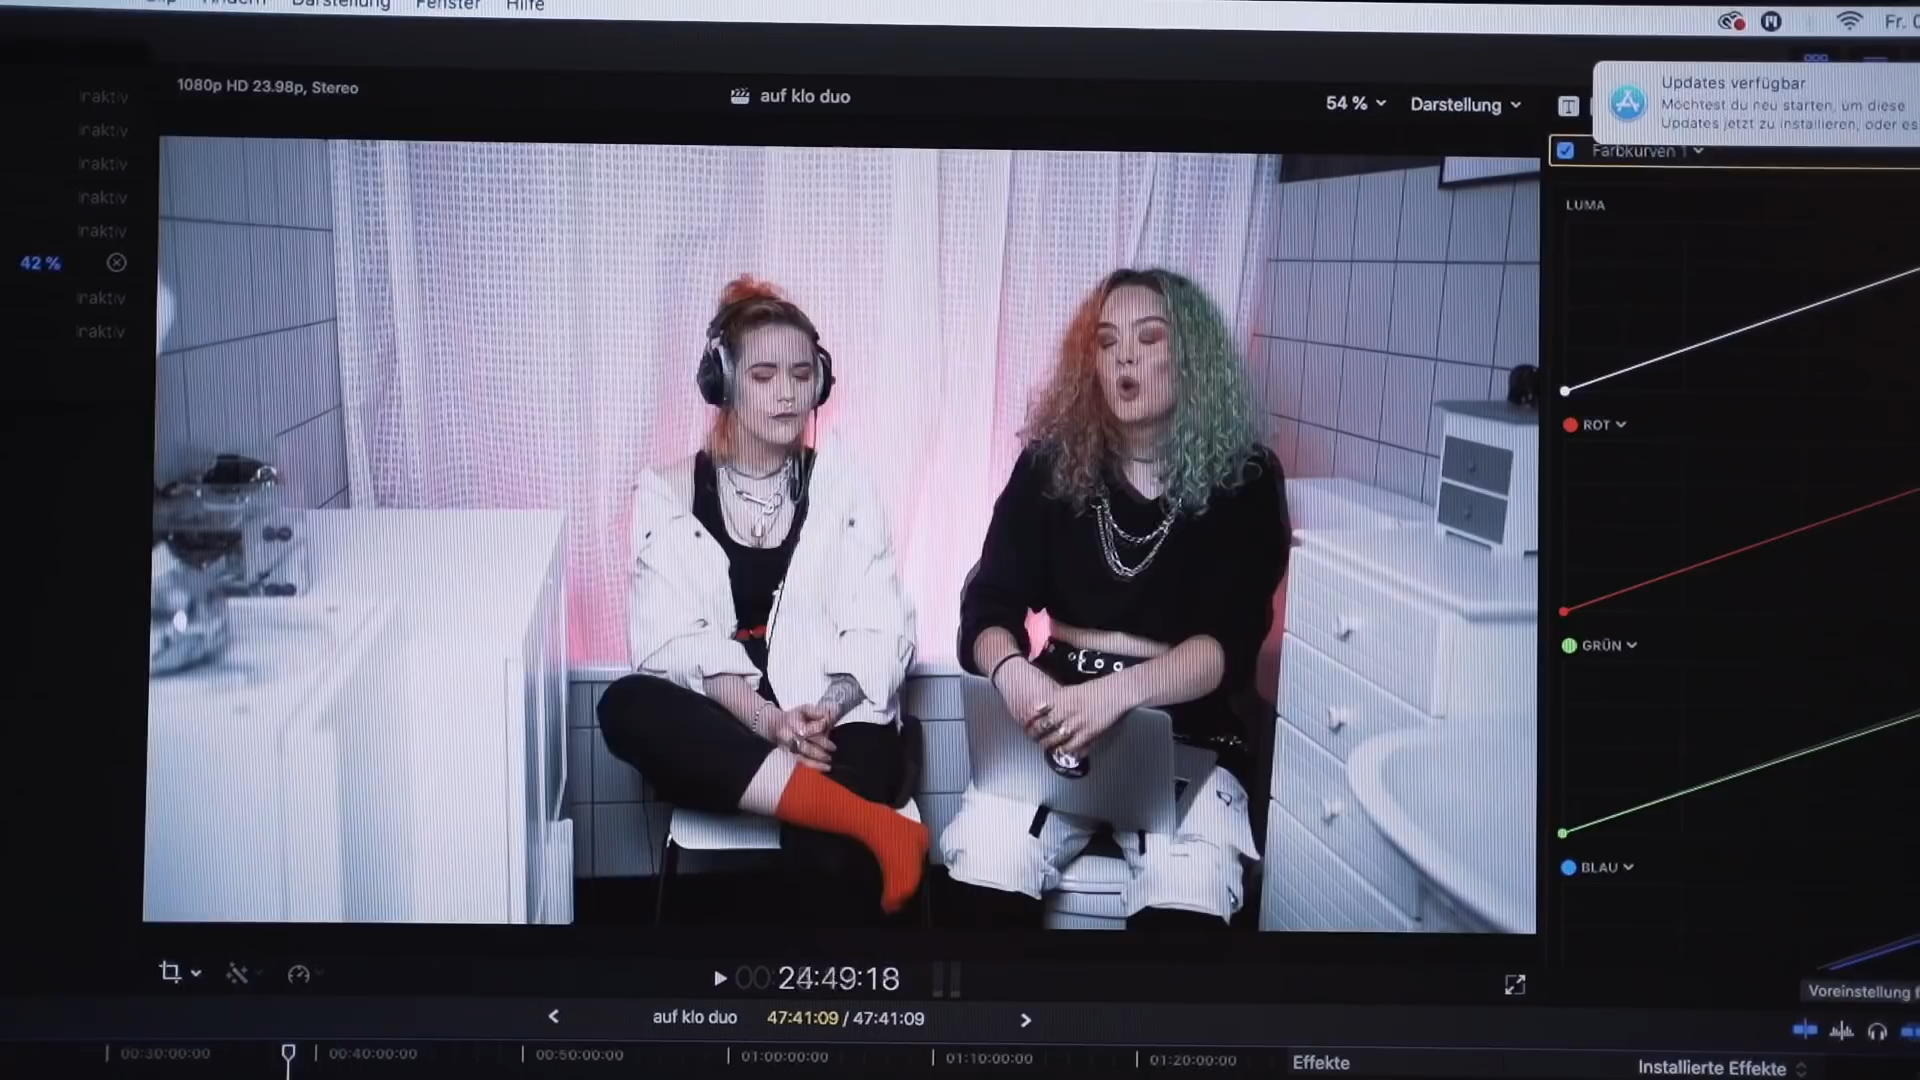 Ändern Darstellung Fenster Hilfe
Fr.
Updates verfügbar
Möchtest du neu starten, um diese
Updates jetzt zu installieren, oder es
1080p HD 23.98p, Stereo
auf klo duo
54 %
Darstellung
Inaktiv
Inaktiv
Inaktiv
Inaktiv
Inaktiv
42 %
Inaktiv
Inaktiv
Farbkurven 1
LUMA
ROT
GRÜN
BLAU
Voreinstellung
24:49:18
auf klo duo 47:41:09 / 47:41:09
00:30:00:00 00:40:00:00 00:50:00:00 01:00:00:00 01:10:00:00 01:20:00:00
Effekte
Installierte Effekte